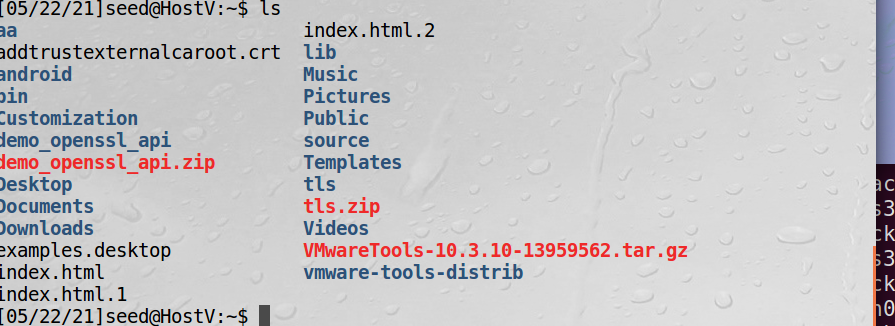 [05/22/21]seed@HostV:~$ ls
aa index.html.2
addtrustexternalcaroot.crt lib
android Music
bin Pictures
Customization Public
demo_openssl_api source
demo_openssl_api.zip Templates
Desktop tls
Documents tls.zip
Downloads Videos
examples.desktop VMwareTools-10.3.10-13959562.tar.gz
index.html vmware-tools-distrib
index.html.1
[05/22/21]seed@HostV:~$
ac
s3
ck
s3
ck
n0